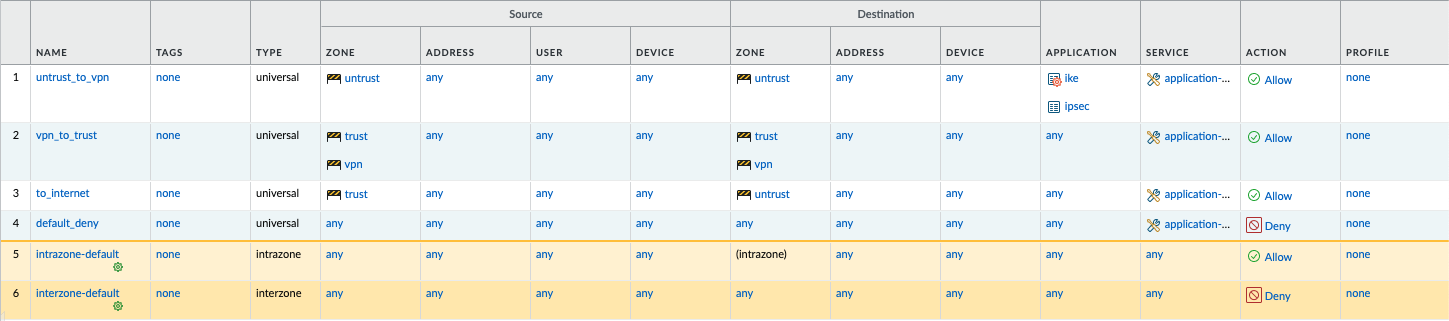 Source Destination
NAME TAGS TYPE ZONE ADDRESS USER DEVICE ZONE ADDRESS DEVICE APPLICATION SERVICE ACTION PROFILE
1 untrust_to_vpn none universal untrust any any any untrust any any ike application-... Allow none
ipsec
2 vpn_to_trust none universal trust any any any trust any any any application-... Allow none
vpn vpn
3 to_internet none universal trust any any any untrust any any any application-... Allow none
4 default_deny none universal any any any any any any any any application-... Deny none
5 intrazone-default none intrazone any any any any (intrazone) any any any any Allow none
6 interzone-default none interzone any any any any any any any any any Deny none